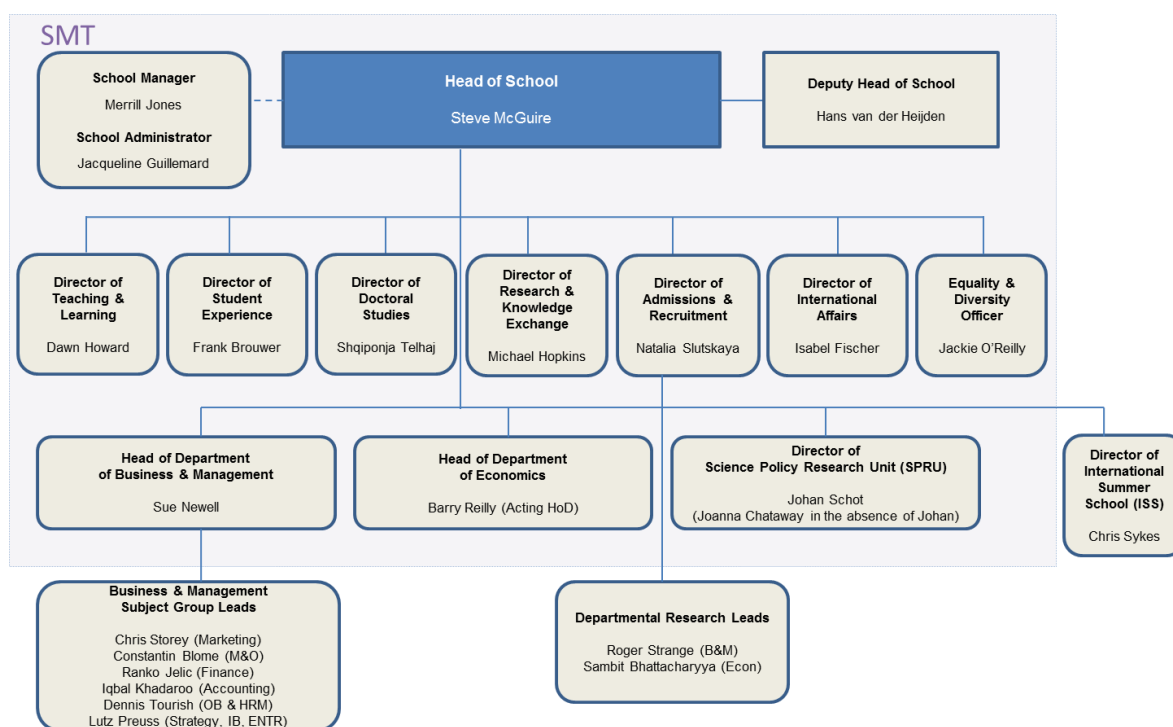 SMT
School Manager
Merrill Jones
School Administrator
Jacqueline Guillemard
Head of School
Steve McGuire
Deputy Head of School
Hans van der Heijden
Director of
Teaching &
Learning
Dawn Howard
Director of
Student
Experience
Frank Brouwer
Director of
Doctoral
Studies
Shqiponja Telhaj
Director of
Research &
Knowledge
Exchange
Michael Hopkins
Director of
Admissions &
Recruitment
Natalia Slutskaya
Director of
International
Affairs
Isabel Fischer
Equality &
Diversity
Officer
Jackie O'Reilly
Head of Department
of Business & Management
Sue Newell
Head of Department
of Economics
Barry Reilly (Acting HoD)
Director of
Science Policy Research Unit (SPRU)
Johan Schot
(Joanna Chataway in the absence of Johan)
Director of
International
Summer
School (ISS)
Chris Sykes
Business & Management
Subject Group Leads
Chris Storey (Marketing)
Constantin Blome (M&O)
Ranko Jelic (Finance)
Iqbal Khadaroo (Accounting)
Dennis Tourish (OB & HRM)
Lutz Preuss (Strategy, IB, ENTR)
Departmental Research Leads
Roger Strange (B&M)
Sambit Bhattacharyya (Econ)